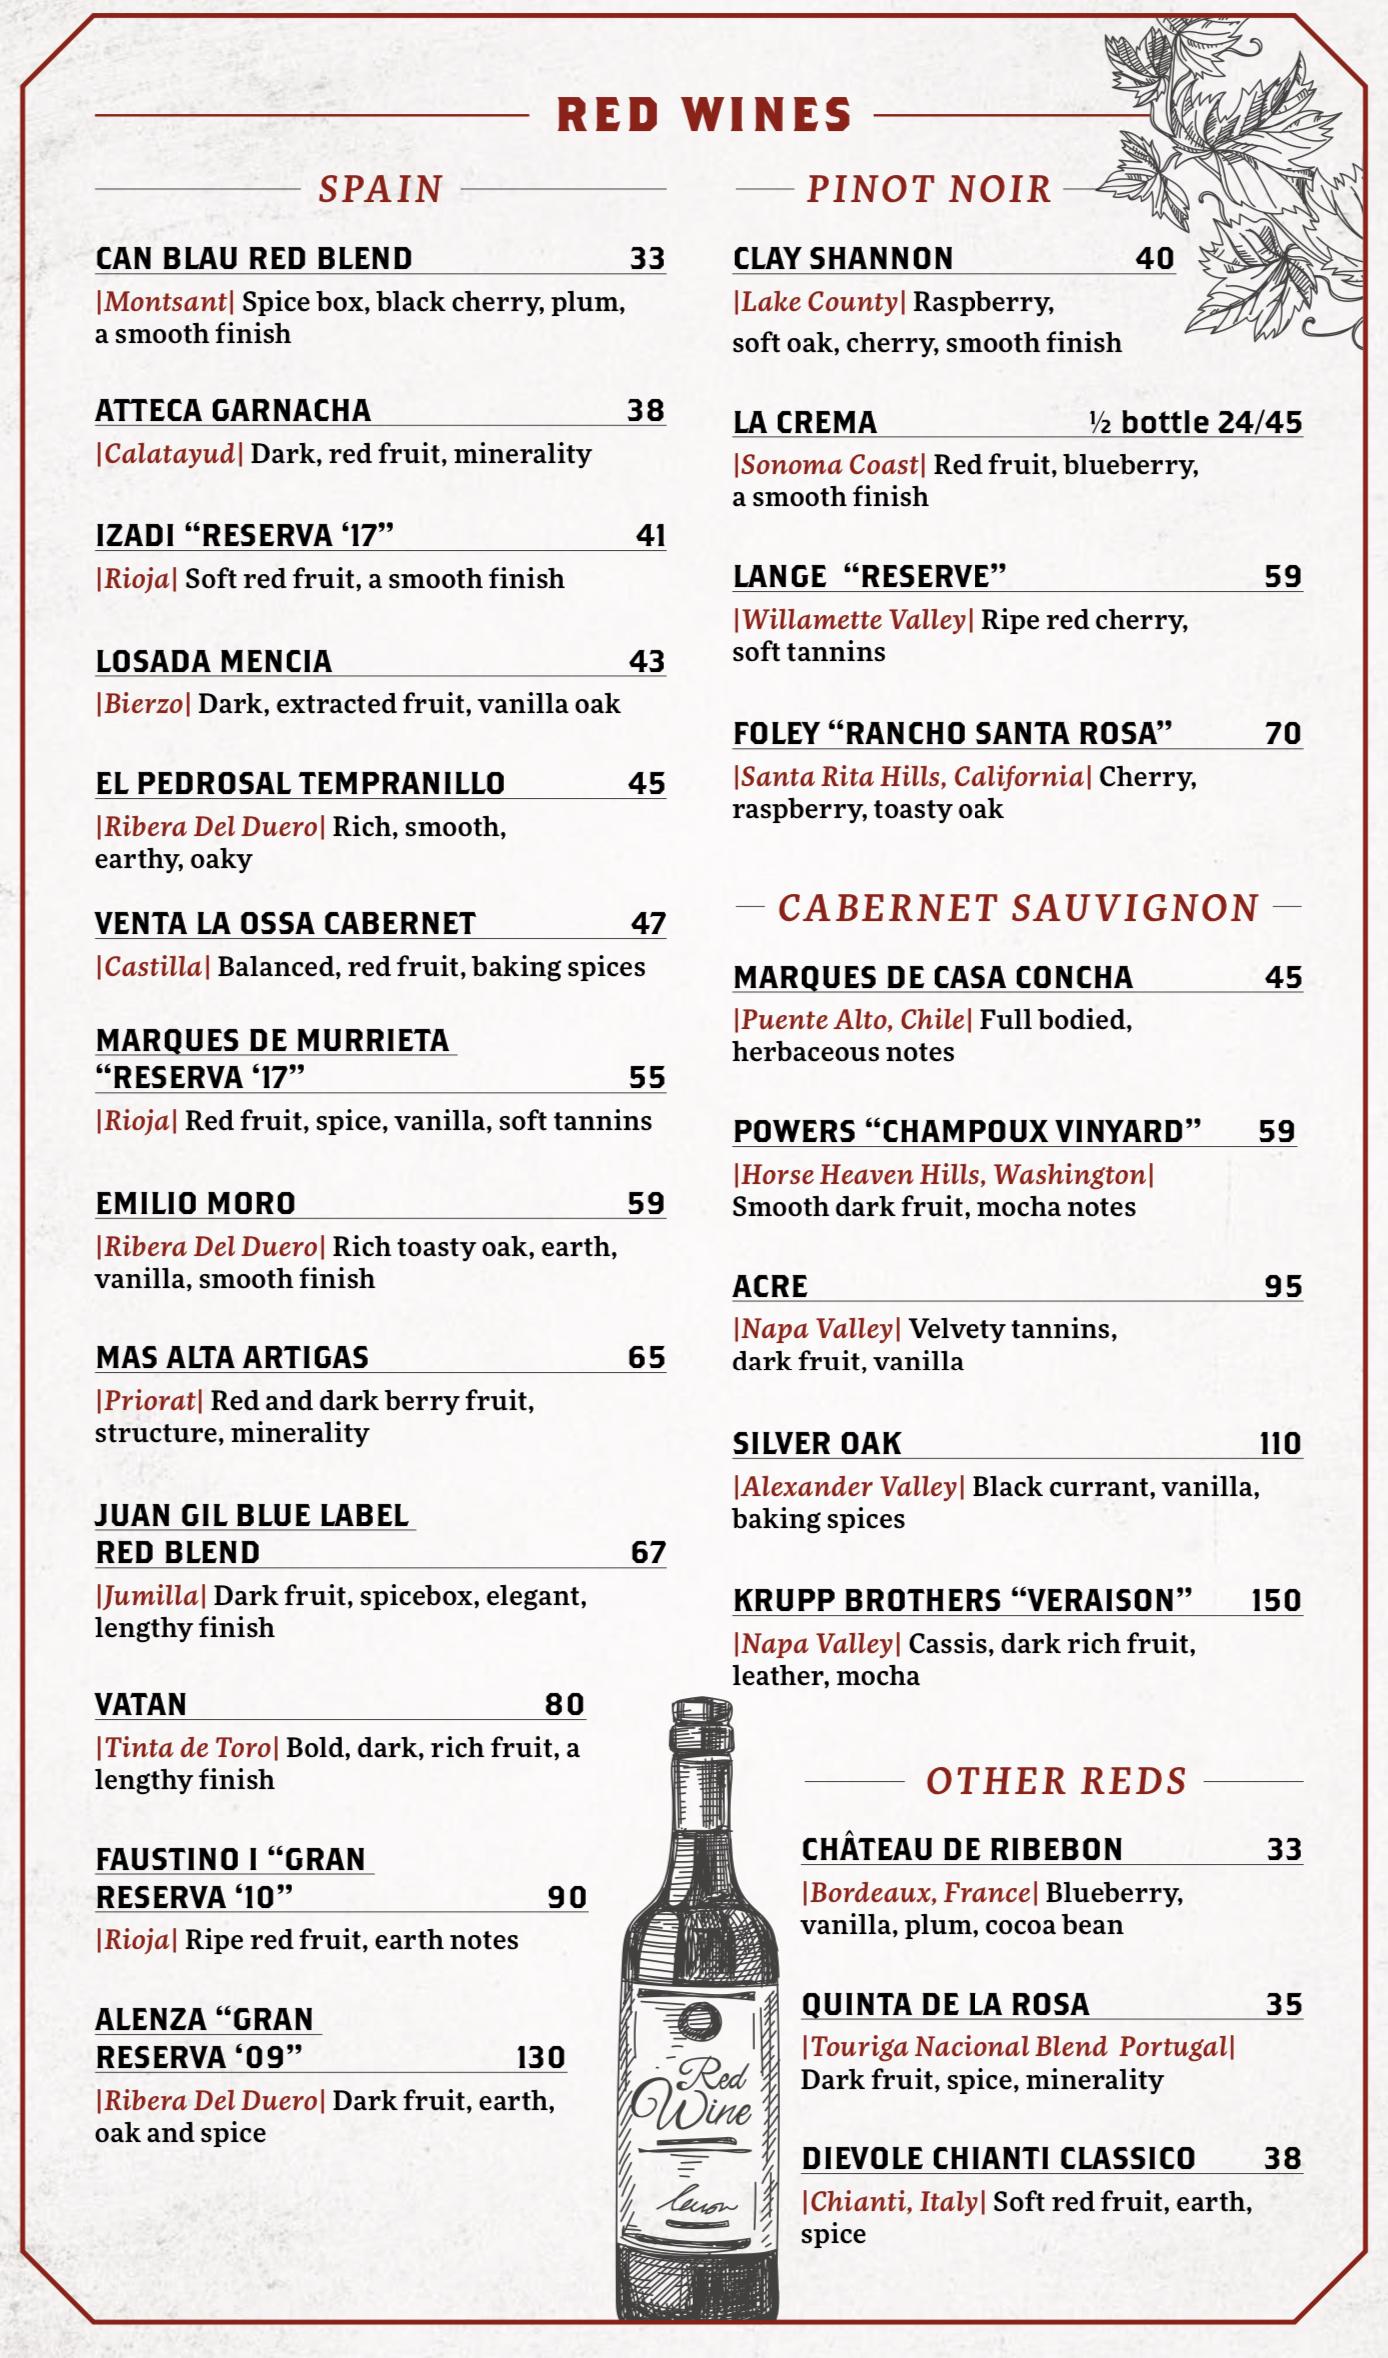 RED WINES
SPAIN
CAN BLAU RED BLEND 33
|Montsant| Spice box, black cherry, plum,
a smooth finish
ATTECA GARNACHA 38
|Calatayud| Dark, red fruit, minerality
IZADI “RESERVA ‘17” 41
|Rioja| Soft red fruit, a smooth finish
LOSADA MENCIA 43
|Bierzo| Dark, extracted fruit, vanilla oak
EL PEDROSAL TEMPRANILLO 45
|Ribera Del Duero| Rich, smooth,
earthy, oaky
VENTA LA OSSA CABERNET 47
|Castilla| Balanced, red fruit, baking spices
MARQUES DE MURRIETA
“RESERVA ‘17” 55
|Rioja| Red fruit, spice, vanilla, soft tannins
EMILIO MORO 59
|Ribera Del Duero| Rich toasty oak, earth,
vanilla, smooth finish
MAS ALTA ARTIGAS 65
|Priorat| Red and dark berry fruit,
structure, minerality
JUAN GIL BLUE LABEL
RED BLEND 67
|Jumilla| Dark fruit, spicebox, elegant,
lengthy finish
VATAN 80
|Tinta de Toro| Bold, dark, rich fruit, a
lengthy finish
FAUSTINO I “GRAN
RESERVA ‘10” 90
|Rioja| Ripe red fruit, earth notes
ALENZA “GRAN
RESERVA ‘09” 130
|Ribera Del Duero| Dark fruit, earth,
oak and spice
PINOT NOIR
CLAY SHANNON 40
|Lake County| Raspberry,
soft oak, cherry, smooth finish
LA CREMA ½ bottle 24/45
|Sonoma Coast| Red fruit, blueberry,
a smooth finish
LANGE “RESERVE” 59
|Willamette Valley| Ripe red cherry,
soft tannins
FOLEY “RANCHO SANTA ROSA” 70
|Santa Rita Hills, California| Cherry,
raspberry, toasty oak
CABERNET SAUVIGNON
MARQUES DE CASA CONCHA 45
|Puente Alto, Chile| Full bodied,
herbaceous notes
POWERS “CHAMPOUX VINYARD” 59
|Horse Heaven Hills, Washington|
Smooth dark fruit, mocha notes
ACRE 95
|Napa Valley| Velvety tannins,
dark fruit, vanilla
SILVER OAK 110
|Alexander Valley| Black currant, vanilla,
baking spices
KRUPP BROTHERS “VERAISON” 150
|Napa Valley| Cassis, dark rich fruit,
leather, mocha
OTHER REDS
CHÂTEAU DE RIBEBON 33
|Bordeaux, France| Blueberry,
vanilla, plum, cocoa bean
QUINTA DE LA ROSA 35
|Touriga Nacional Blend Portugal|
Dark fruit, spice, minerality
DIEVOLE CHIANTI CLASSICO 38
|Chianti, Italy| Soft red fruit, earth,
spice
Red
Wine